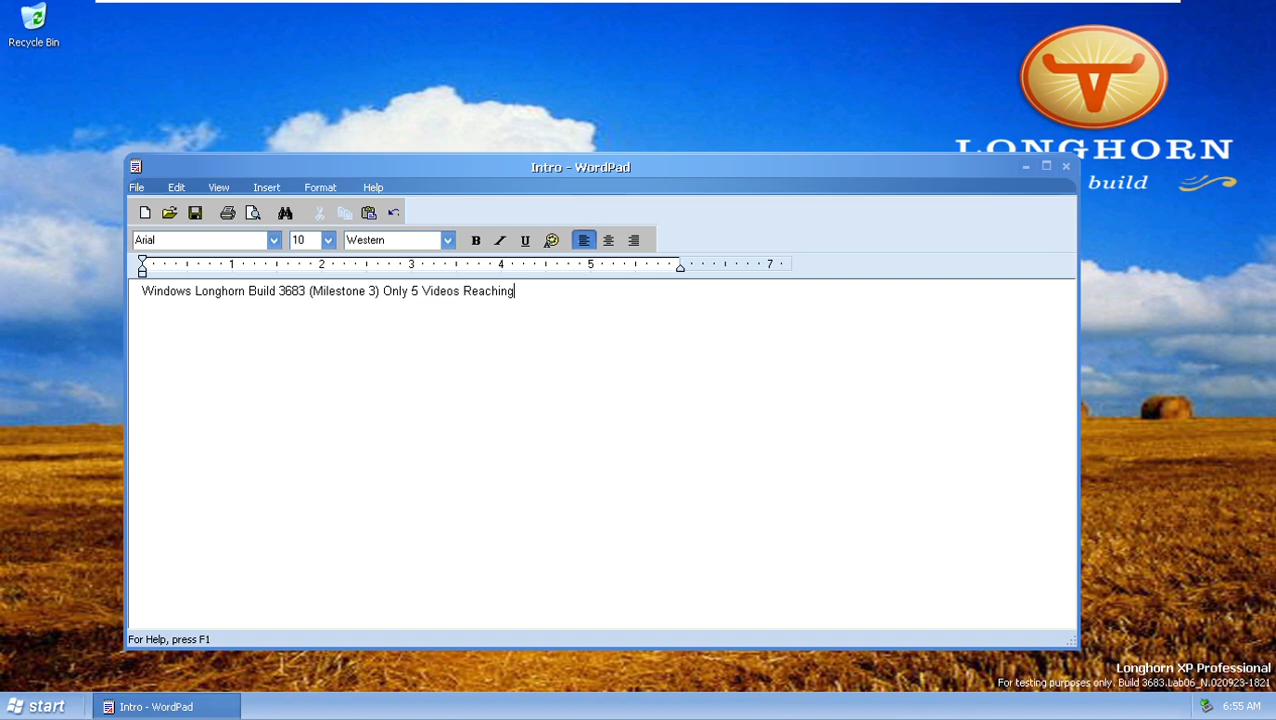 Recycle Bin
LONGHORN
build
Intro - WordPad
File Edit View Insert Format Help
Arial 10 Western B I U
1 2 3 4 5 7
Windows Longhorn Build 3683 (Milestone 3) Only 5 Videos Reaching
For Help, press F1
Longhorn XP Professional
For testing purposes only. Build 3683.Lab06_N.020923-1821
start Intro - WordPad 6:55 AM